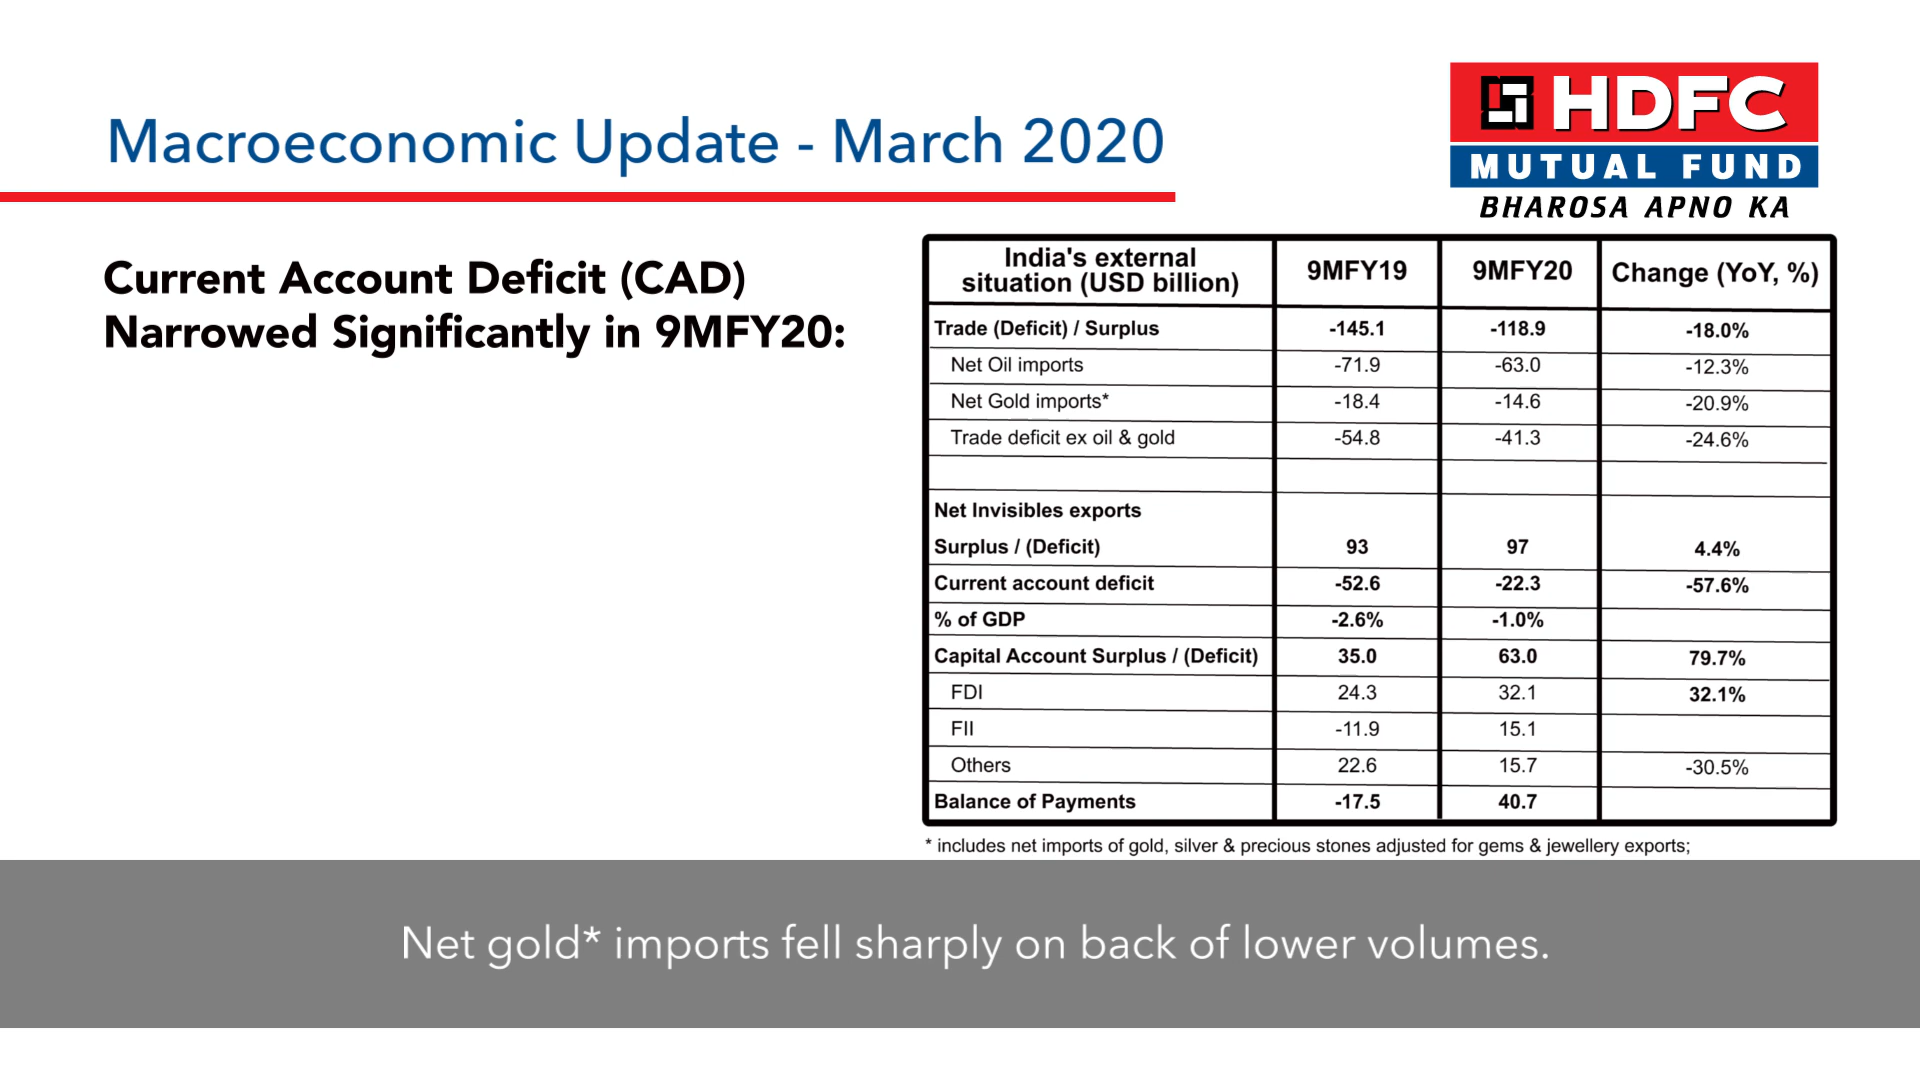 Macroeconomic Update - March 2020
HDFC
MUTUAL FUND
BHAROSA APNO KA
Current Account Deficit (CAD)
Narrowed Significantly in 9MFY20:
India's external
situation (USD billion) 9MFY19 9MFY20 Change (YoY, %)
Trade (Deficit) / Surplus -145.1 -118.9 -18.0%
Net Oil imports -71.9 -63.0 -12.3%
Net Gold imports* -18.4 -14.6 -20.9%
Trade deficit ex oil & gold -54.8 -41.3 -24.6%
Net Invisibles exports
Surplus / (Deficit) 93 97 4.4%
Current account deficit -52.6 -22.3 -57.6%
% of GDP -2.6% -1.0%
Capital Account Surplus / (Deficit) 35.0 63.0 79.7%
FDI 24.3 32.1 32.1%
FII -11.9 15.1
Others 22.6 15.7 -30.5%
Balance of Payments -17.5 40.7
* includes net imports of gold, silver & precious stones adjusted for gems & jewellery exports;
Net gold* imports fell sharply on back of lower volumes.